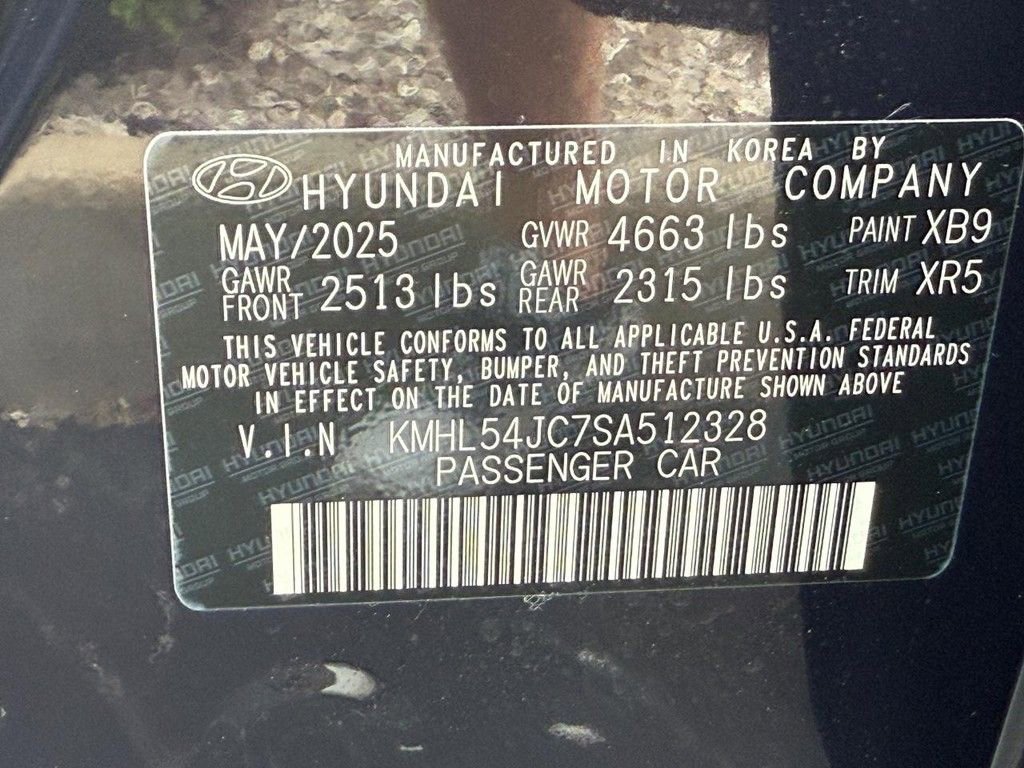 MANUFACTURED IN KOREA BY
HYUNDAI MOTOR COMPANY
MAY/2025 GVWR 4663 lbs PAINT XB9
GAWR FRONT 2513 lbs GAWR REAR 2315 lbs TRIM XR5
THIS VEHICLE CONFORMS TO ALL APPLICABLE U.S.A. FEDERAL
MOTOR VEHICLE SAFETY, BUMPER, AND THEFT PREVENTION STANDARDS
IN EFFECT ON THE DATE OF MANUFACTURE SHOWN ABOVE
V.I.N KMHL54JC7SA512328
PASSENGER CAR